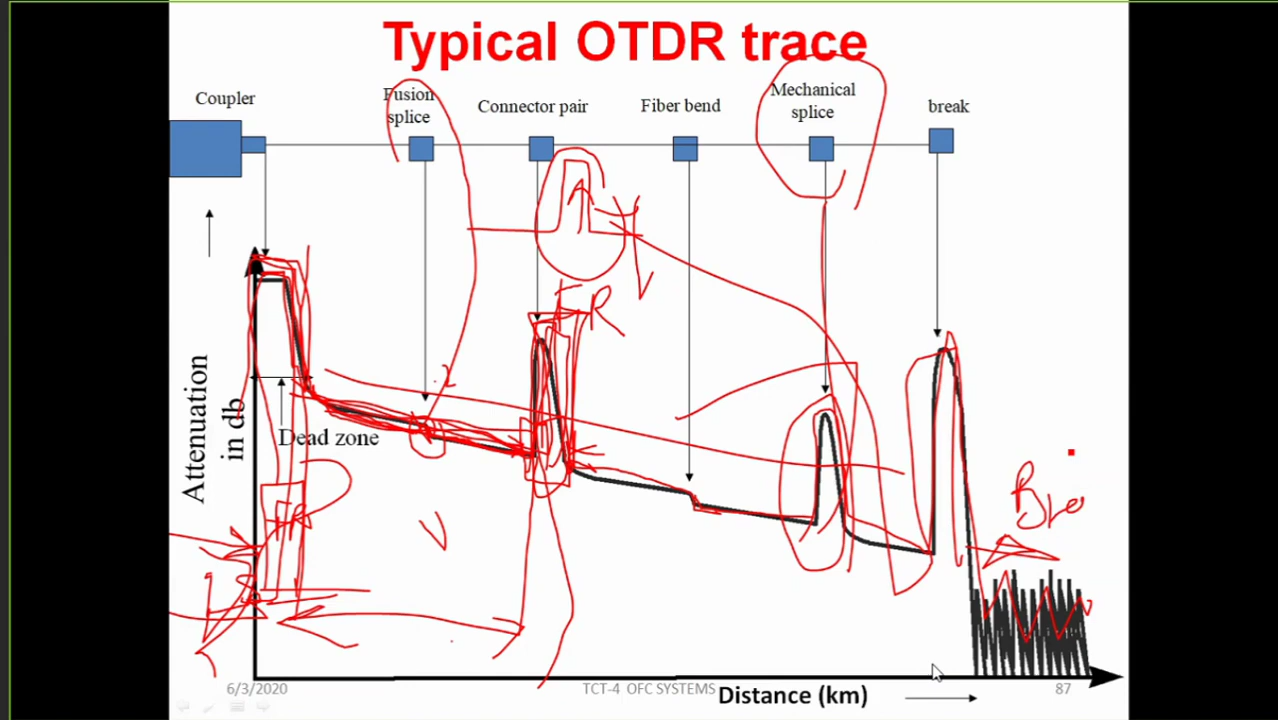 Typical OTDR trace
Coupler
Fusion
splice
Connector pair
Fiber bend
Mechanical
splice
break
Attenuation
in db
Dead zone
FR
6/3/2020
TCT-4 OFC SYSTEMS
Distance (km)
87